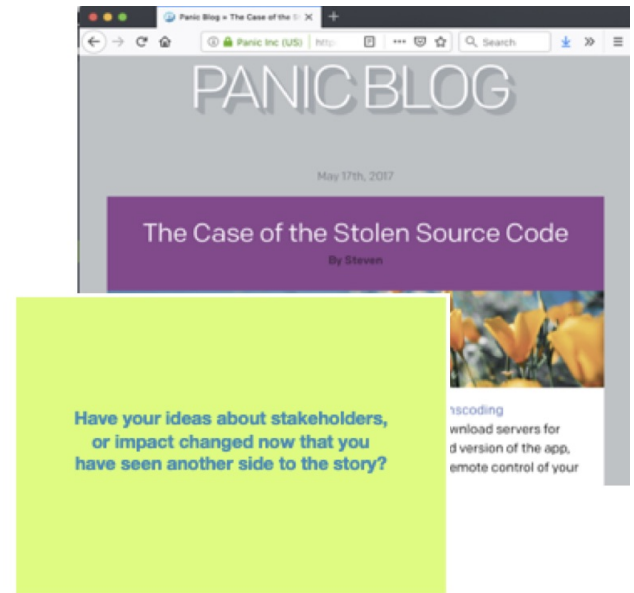 Panic Blog » The Case of the
Panic Inc (US)
http
Search
PANIC BLOG
May 17th, 2017
The Case of the Stolen Source Code
By Steven
nscoding
wnload servers for
d version of the app,
emote control of your
Have your ideas about stakeholders,
or impact changed now that you
have seen another side to the story?